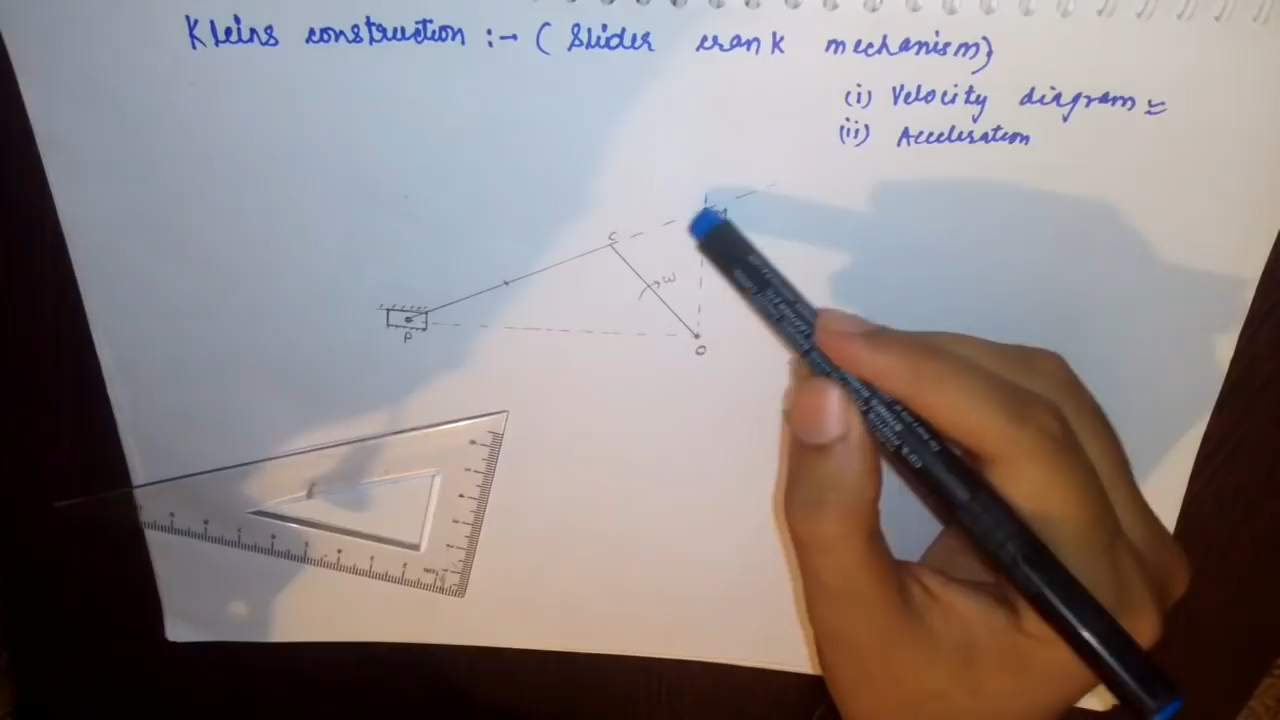 Kleins construction :- (Slider crank mechanism)
(i) Velocity diagram
(ii) Acceleration
C
M
ω
P
O